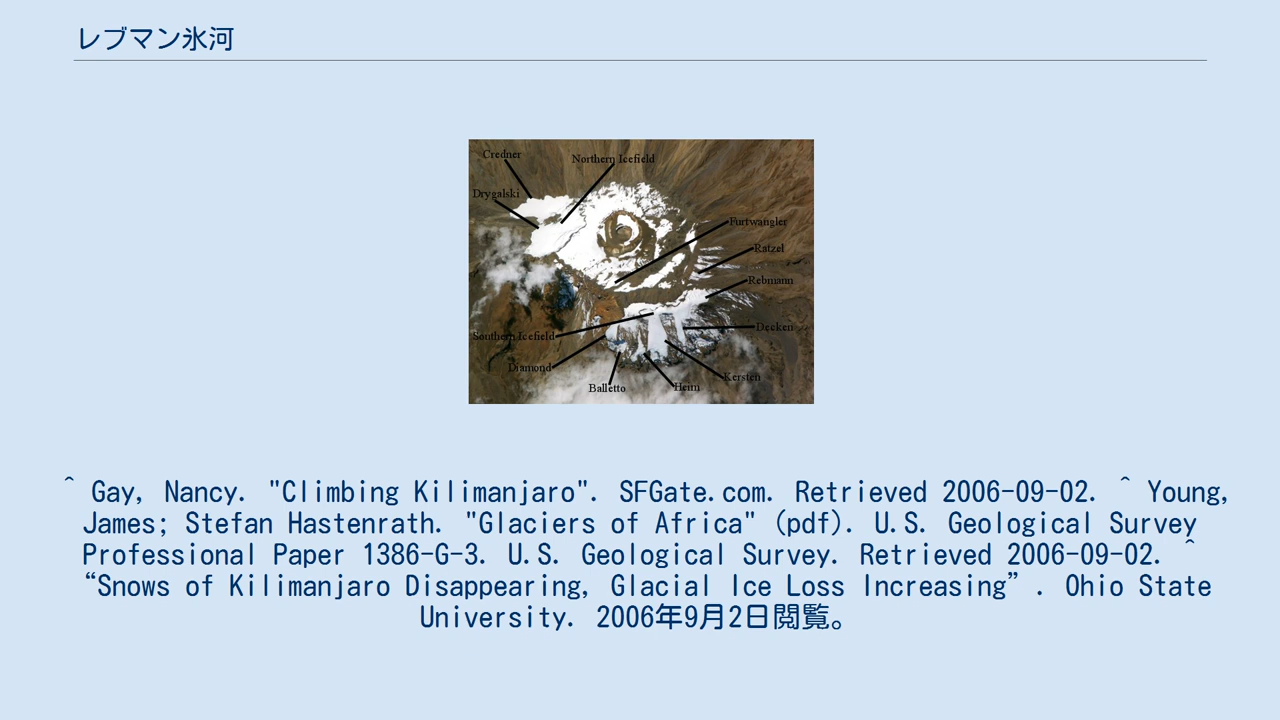 レブマン氷河
Credner
Northern Icefield
Drygalski
Furtwangler
Ratzel
Rebmann
Decken
Southern Icefield
Diamond
Kersten
Balletto
Heim
^ Gay, Nancy. "Climbing Kilimanjaro". SFGate.com. Retrieved 2006-09-02. ^ Young,
James; Stefan Hastenrath. "Glaciers of Africa" (pdf). U.S. Geological Survey
Professional Paper 1386-G-3. U.S. Geological Survey. Retrieved 2006-09-02. ^
“Snows of Kilimanjaro Disappearing, Glacial Ice Loss Increasing”. Ohio State
University. 2006年9月2日閲覧。